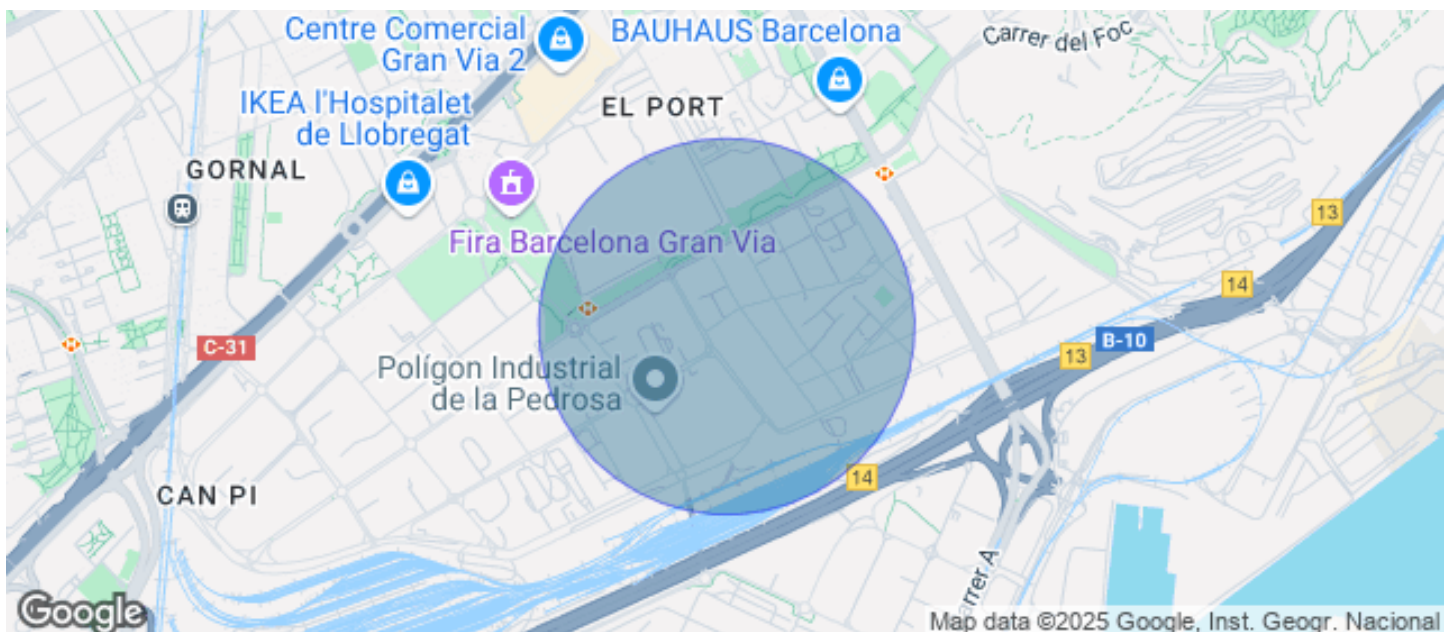 Centre Comercial
Gran Via 2
BAUHAUS Barcelona
Carrer del Foc
IKEA l'Hospitalet
de Llobregat
EL PORT
GORNAL
13
Fira Barcelona Gran Via
14
C-31
B-10
13
Polígon Industrial
de la Pedrosa
14
CAN PI
arrer A
Google
Map data ©2025 Google, Inst. Geogr. Nacional